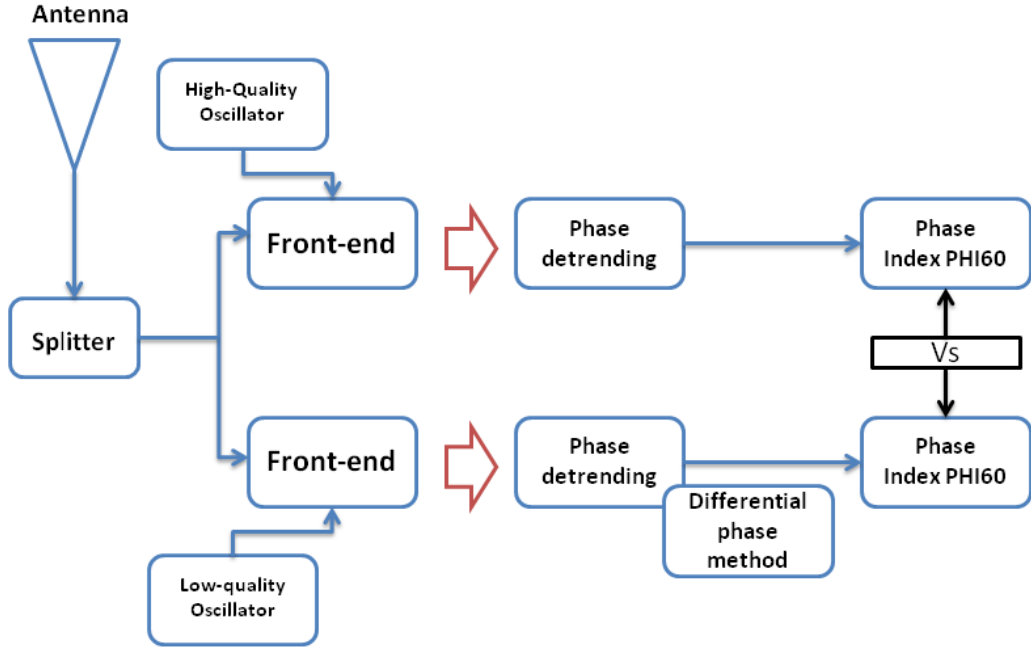 Antenna
High-Quality
Oscillator
Front-end
Phase
detrending
Phase
Index PHI60
Splitter
Vs
Front-end
Phase
detrending
Phase
Index PHI60
Differential
phase
method
Low-quality
Oscillator